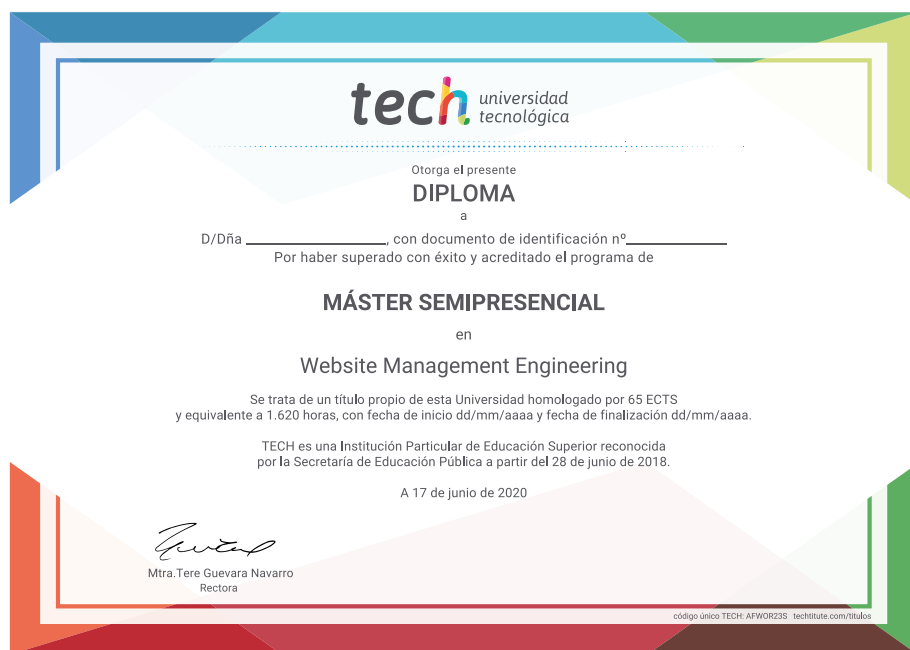 tech universidad
tecnológica
Otorga el presente
DIPLOMA
a
D/Dña ________________, con documento de identificación nº____________
Por haber superado con éxito y acreditado el programa de
MÁSTER SEMIPRESENCIAL
en
Website Management Engineering
Se trata de un título propio de esta Universidad homologado por 65 ECTS
y equivalente a 1.620 horas, con fecha de inicio dd/mm/aaaa y fecha de finalización dd/mm/aaaa.
TECH es una Institución Particular de Educación Superior reconocida
por la Secretaría de Educación Pública a partir del 28 de junio de 2018.
A 17 de junio de 2020
Mtra.Tere Guevara Navarro
Rectora
código único TECH: AFWOR23S techtitute.com/titulos